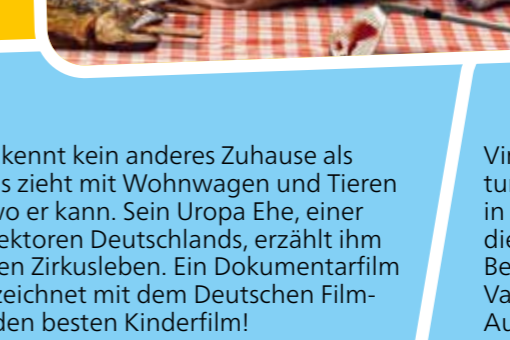 kennt kein anderes Zuhause als
s zieht mit Wohnwagen und Tieren
wo er kann. Sein Uropa Ehe, einer
ektoren Deutschlands, erzählt ihm
en Zirkusleben. Ein Dokumentarfilm
zeichnet mit dem Deutschen Film-
den besten Kinderfilm!
Vi
tu
in
die
Be
Va
Au